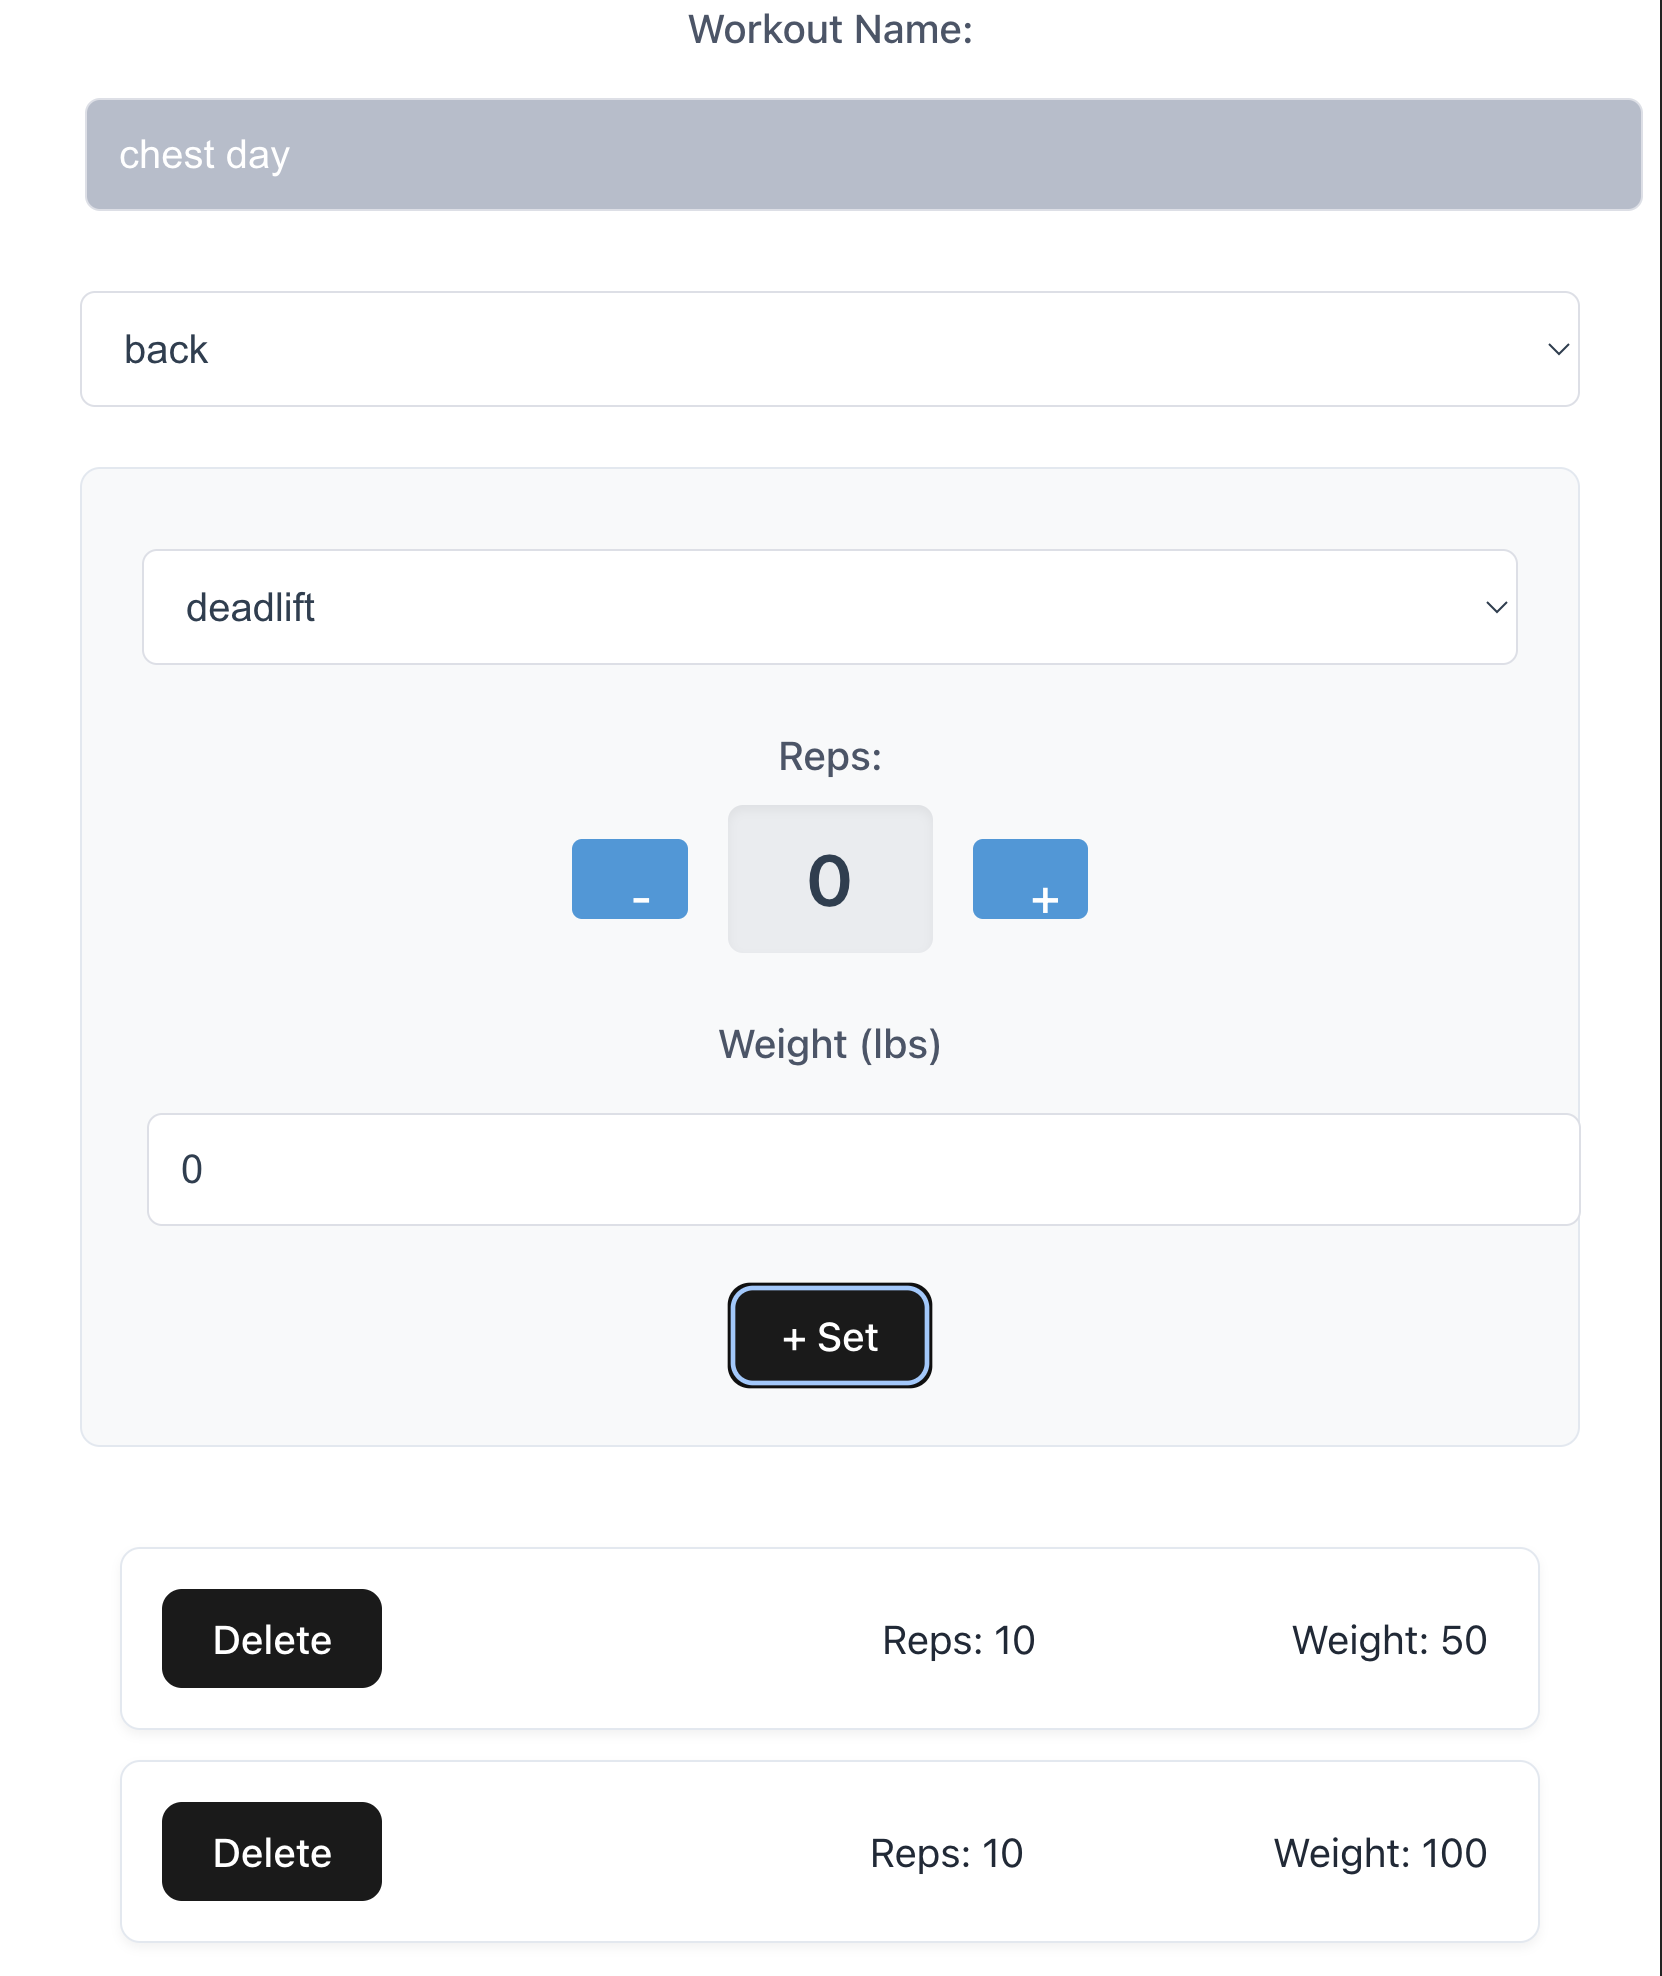 Workout Name:
chest day
back
deadlift
Reps:
- 0 +
Weight (lbs)
0
+ Set
Delete Reps: 10 Weight: 50
Delete Reps: 10 Weight: 100